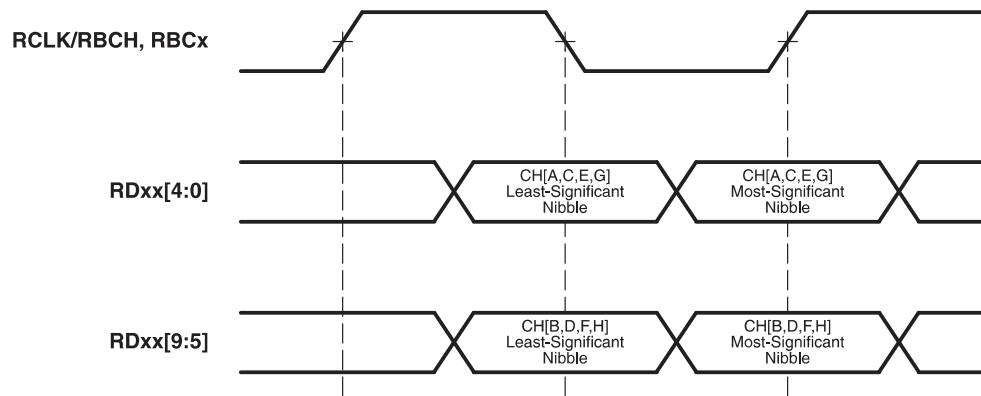 RCLK/RBCH, RBCx
RDxx[4:0]
CH[A,C,E,G]
Least-Significant
Nibble
CH[A,C,E,G]
Most-Significant
Nibble
RDxx[9:5]
CH[B,D,F,H]
Least-Significant
Nibble
CH[B,D,F,H]
Most-Significant
Nibble